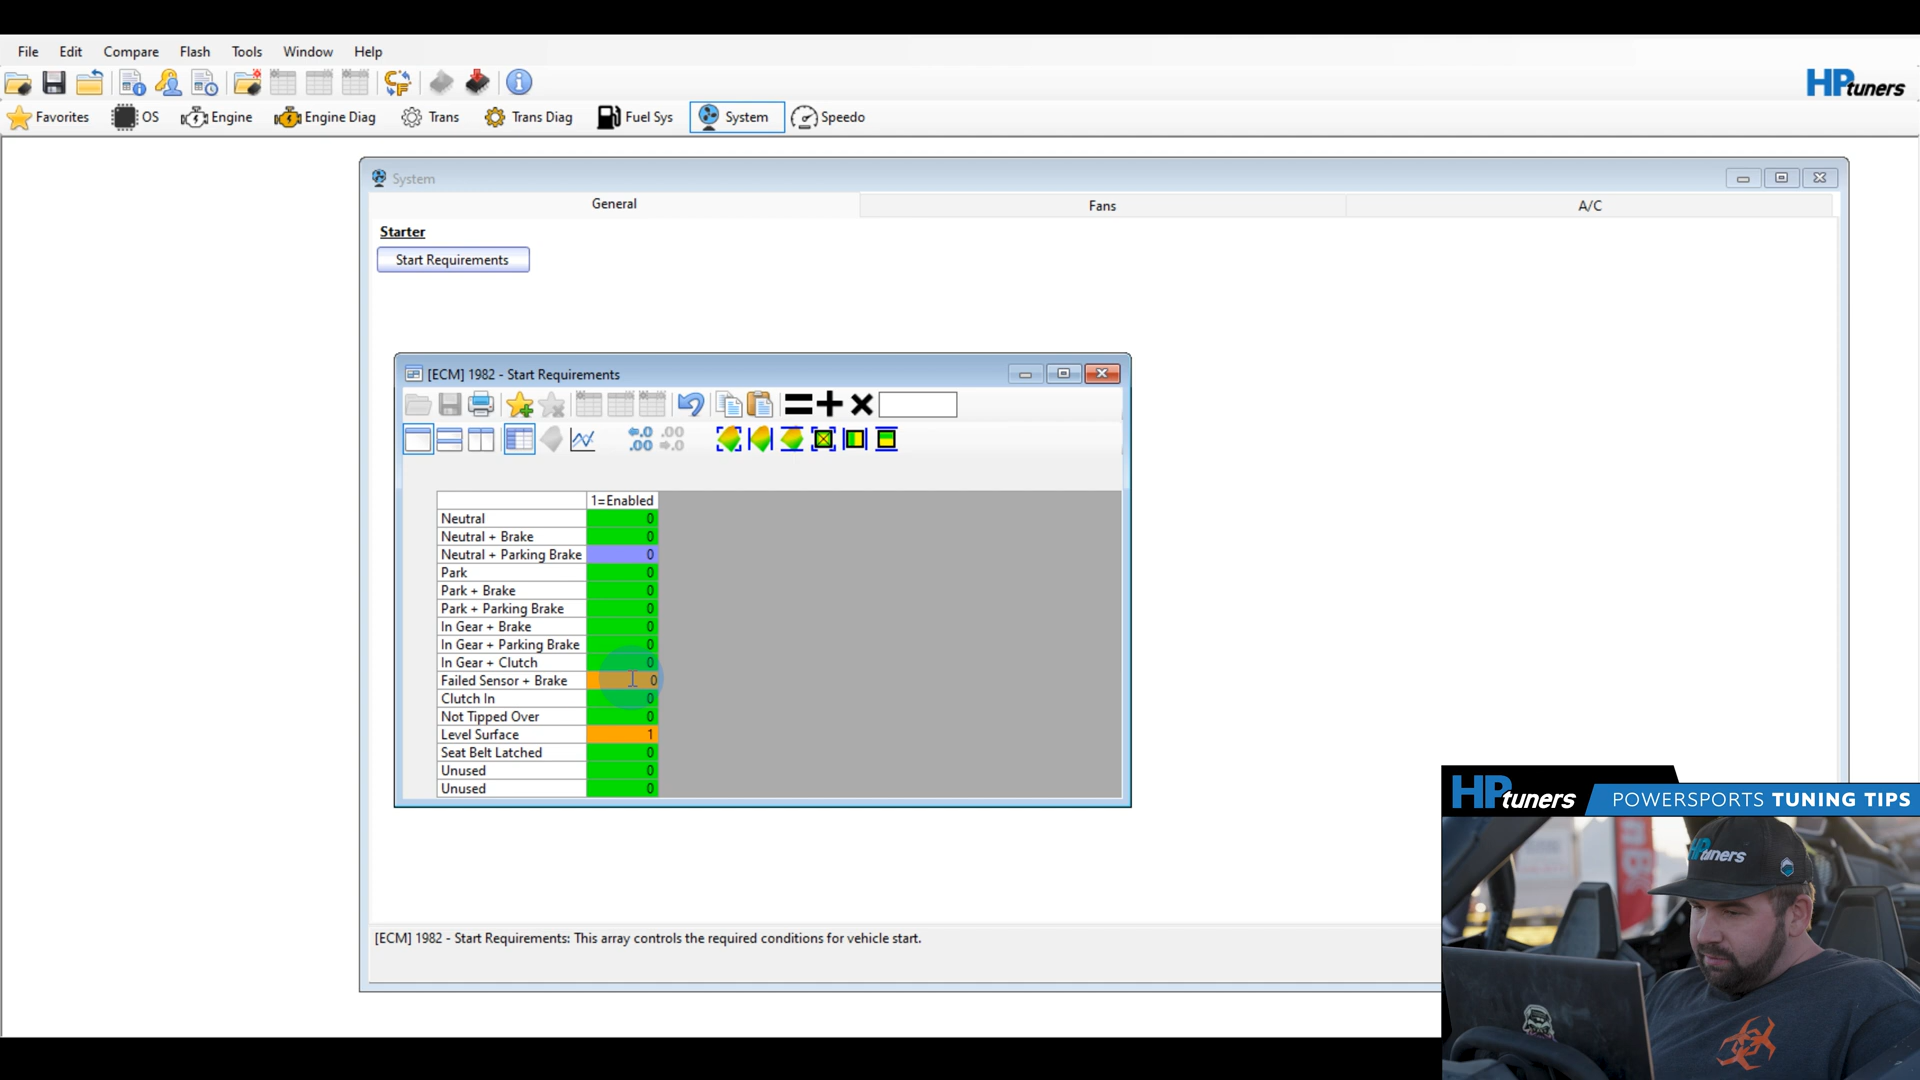 File Edit Compare Flash Tools Window Help
HPtuners
Favorites OS Engine Engine Diag Trans Trans Diag Fuel Sys System Speedo
System
General Fans A/C
Starter
Start Requirements
[ECM] 1982 - Start Requirements
1=Enabled
Neutral 0
Neutral + Brake 0
Neutral + Parking Brake 0
Park 0
Park + Brake 0
Park + Parking Brake 0
In Gear + Brake 0
In Gear + Parking Brake 0
In Gear + Clutch 0
Failed Sensor + Brake 0
Clutch In 0
Not Tipped Over 0
Level Surface 1
Seat Belt Latched 0
Unused 0
Unused 0
[ECM] 1982 - Start Requirements: This array controls the required conditions for vehicle start.
HPtuners POWERSPORTS TUNING TIPS
HPtuners